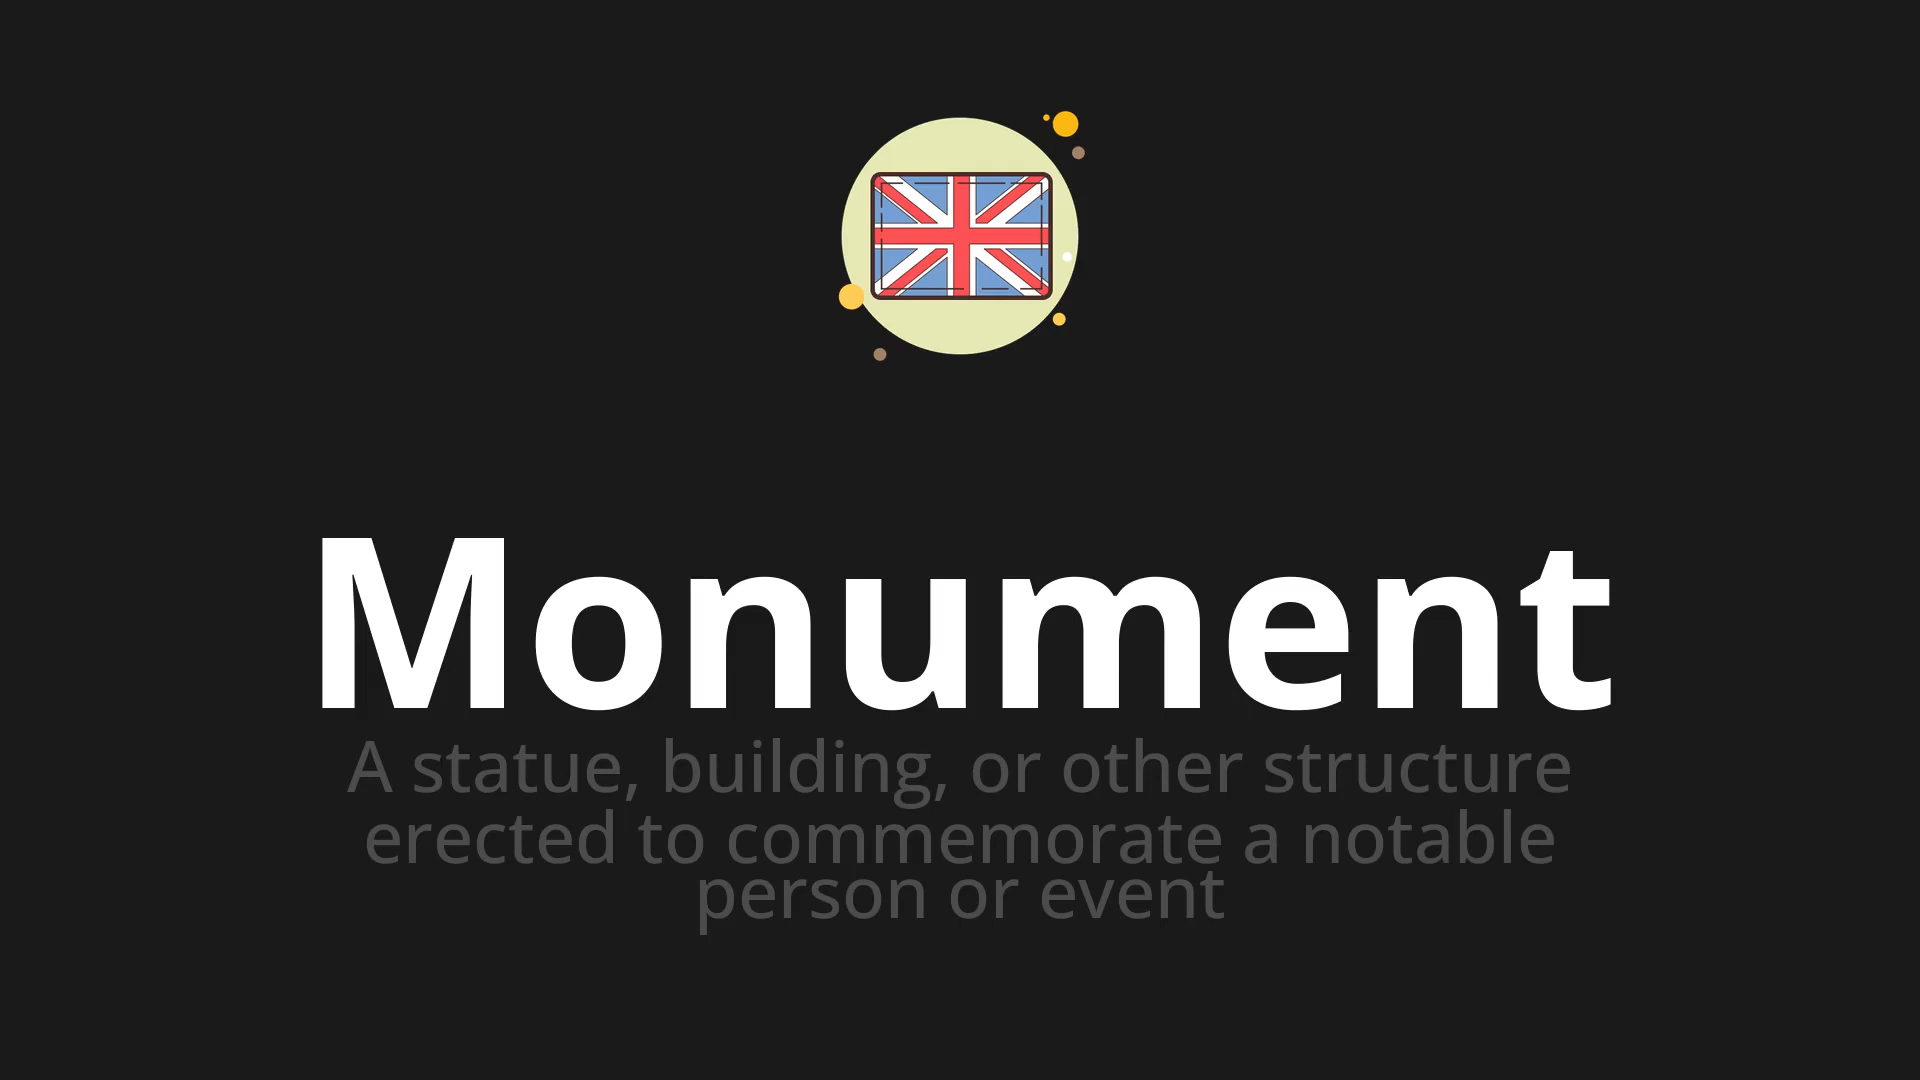 Monument
A statue, building, or other structure
erected to commemorate a notable
person or event